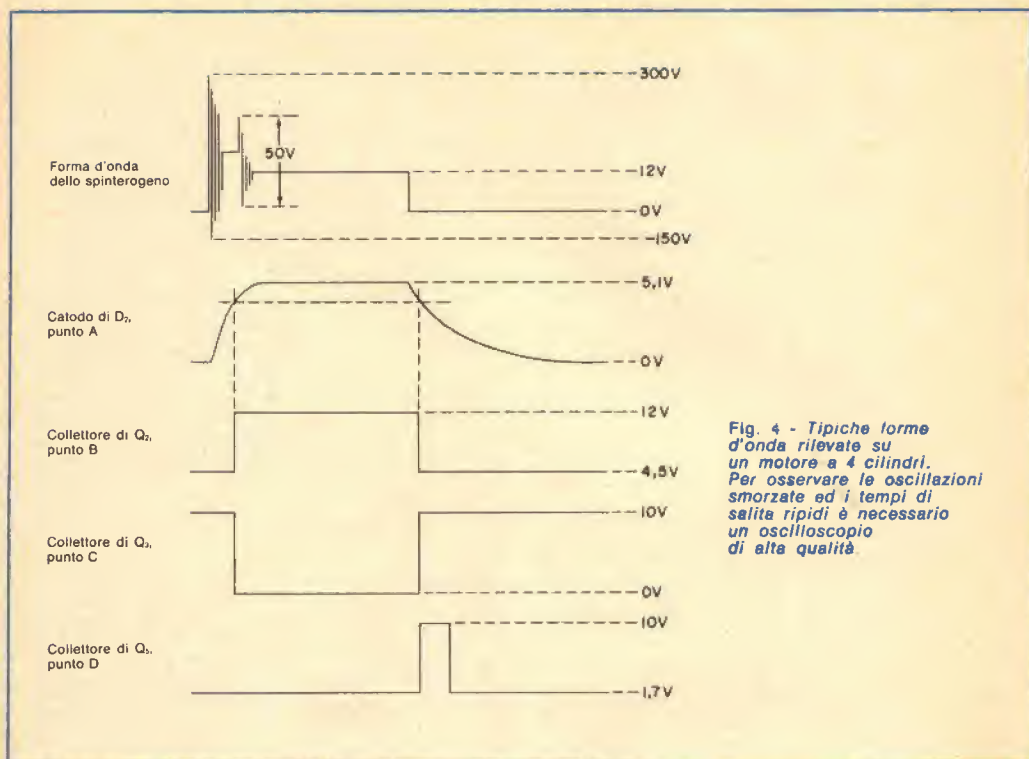 300V
50V
Forma d'onda
dello spinterogeno
12V
0V
-150V
5,1V
Catodo di D₇,
punto A
0V
12V
Collettore di Q₂,
punto B
4,5V
10V
Collettore di Q₃,
punto C
0V
10V
Collettore di Q₅,
punto D
1,7V
Fig. 4 - Tipiche forme
d'onda rilevate su
un motore a 4 cilindri.
Per osservare le oscillazioni
smorzate ed i tempi di
salita ripidi è necessario
un oscilloscopio
di alta qualità.